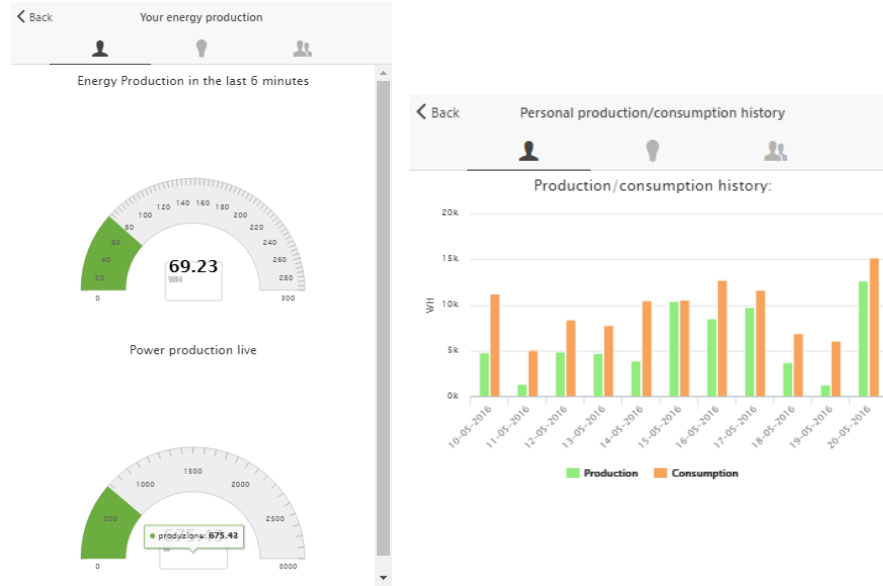 Back Your energy production
Energy Production in the last 6 minutes
0 20 40 60 80 100 120 140 160 180 200 220 240 260 280 300
69.23
WH
Power production live
0 500 1000 1500 2000 2500 3000
675.43
produzione: 675.43
Back Personal production/consumption history
Production/consumption history:
WH
20k
15k
10k
5k
0k
10-05-2016 11-05-2016 12-05-2016 13-05-2016 14-05-2016 15-05-2016 16-05-2016 17-05-2016 18-05-2016 19-05-2016 20-05-2016
Production Consumption